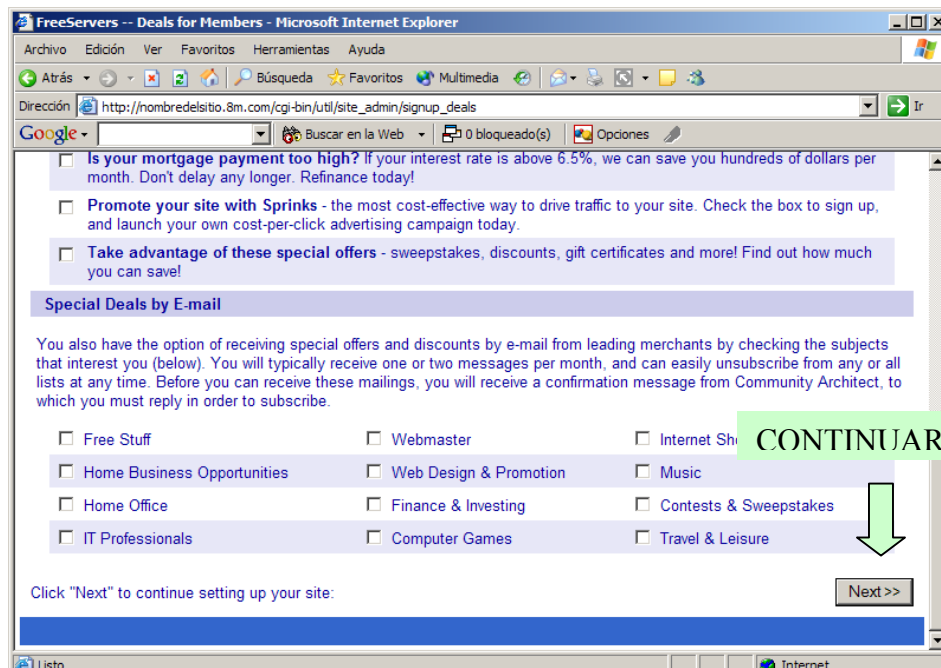 FreeServers -- Deals for Members - Microsoft Internet Explorer
Archivo Edición Ver Favoritos Herramientas Ayuda
Atrás Búsqueda Favoritos Multimedia
Dirección http://nombredelsitio.8m.com/cgi-bin/util/site_admin/signup_deals Ir
Google Buscar en la Web 0 bloqueado(s) Opciones
Is your mortgage payment too high? If your interest rate is above 6.5%, we can save you hundreds of dollars per
month. Don't delay any longer. Refinance today!
Promote your site with Sprinks - the most cost-effective way to drive traffic to your site. Check the box to sign up,
and launch your own cost-per-click advertising campaign today.
Take advantage of these special offers - sweepstakes, discounts, gift certificates and more! Find out how much
you can save!
Special Deals by E-mail
You also have the option of receiving special offers and discounts by e-mail from leading merchants by checking the subjects
that interest you (below). You will typically receive one or two messages per month, and can easily unsubscribe from any or all
lists at any time. Before you can receive these mailings, you will receive a confirmation message from Community Architect, to
which you must reply in order to subscribe.
Free Stuff Webmaster Internet
CONTINUAR
Home Business Opportunities Web Design & Promotion Music
Home Office Finance & Investing Contests & Sweepstakes
IT Professionals Computer Games Travel & Leisure
Click "Next" to continue setting up your site: Next >>
Listo Internet